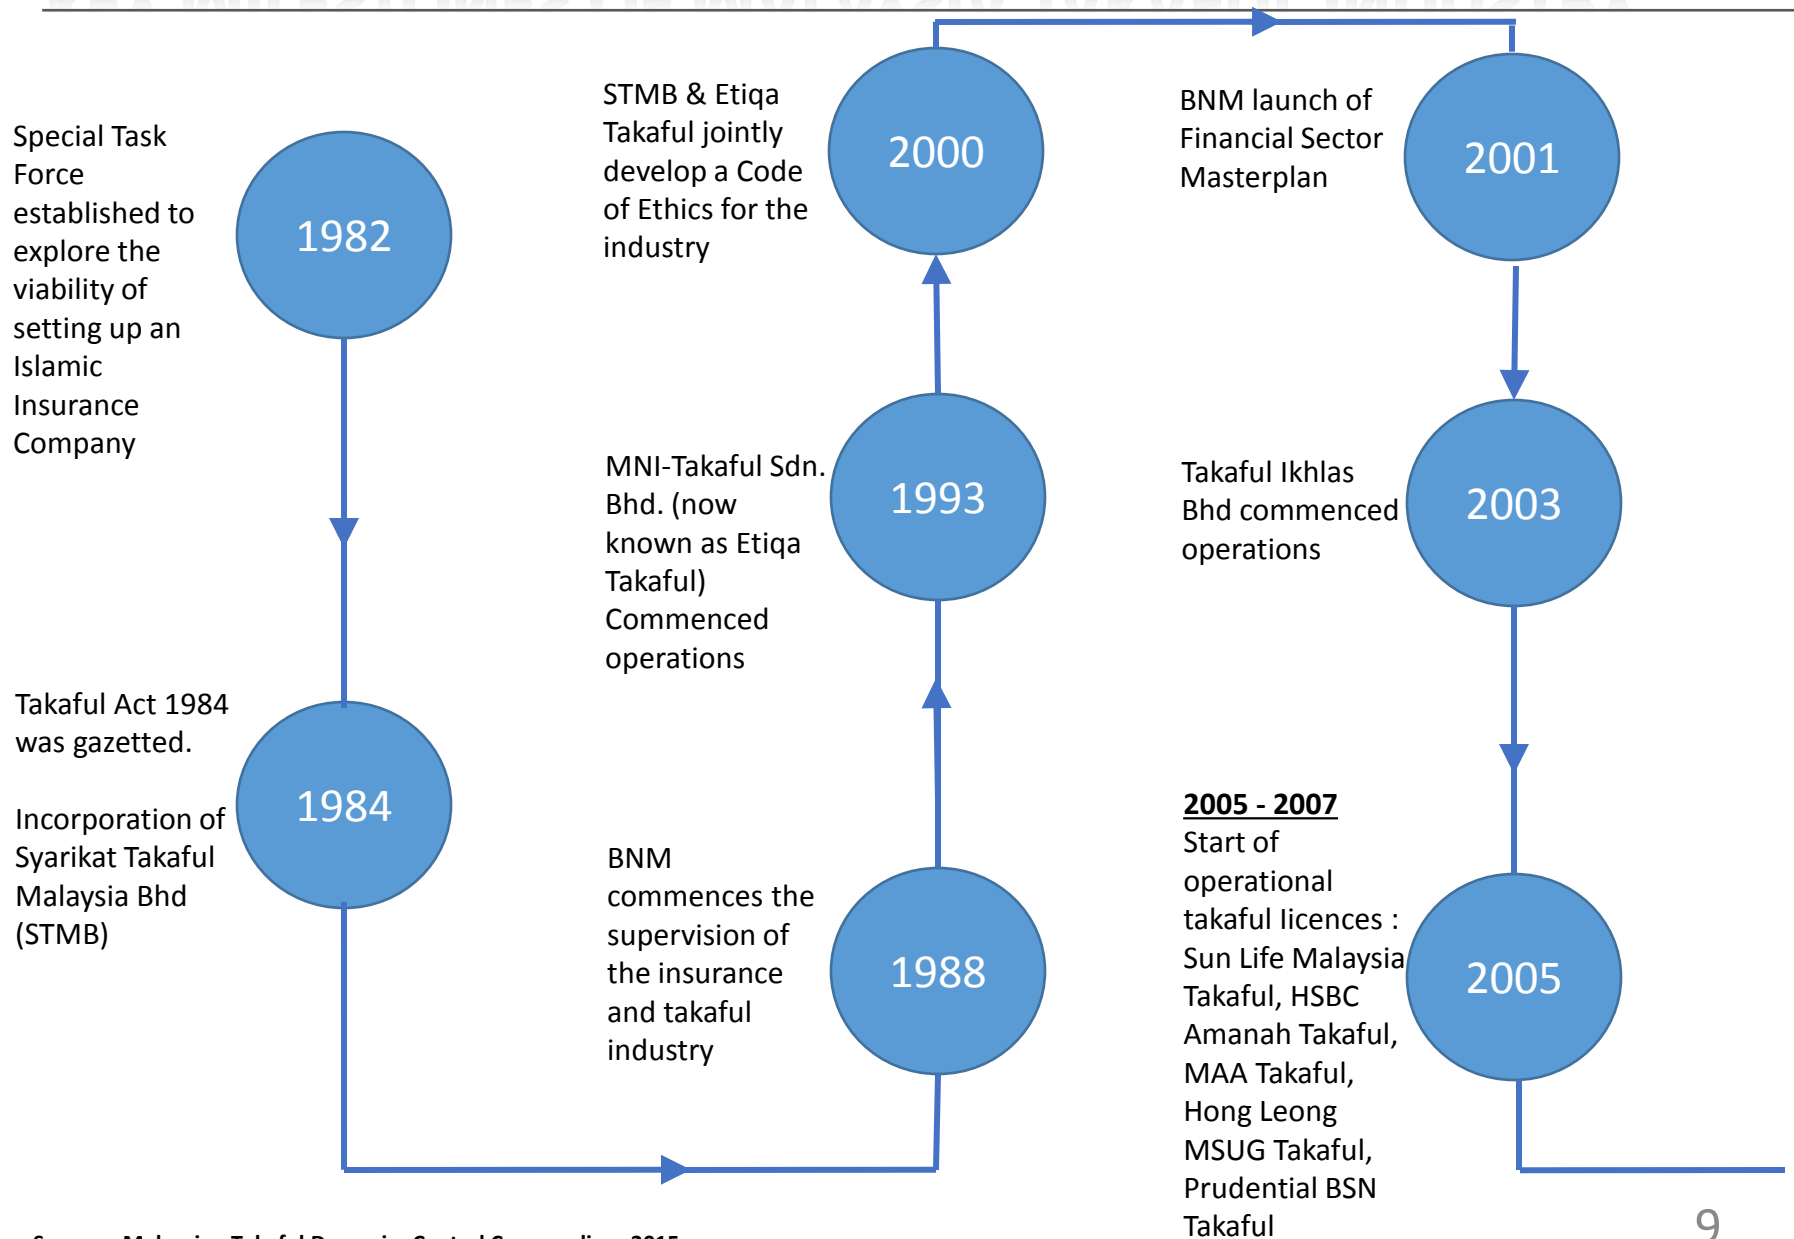 Special Task
Force
established to
explore the
viability of
setting up an
Islamic
Insurance
Company
1982
Takaful Act 1984
was gazetted.
Incorporation of
Syarikat Takaful
Malaysia Bhd
(STMB)
1984
BNM
commences the
supervision of
the insurance
and takaful
industry
1988
MNI-Takaful Sdn.
Bhd. (now
known as Etiqa
Takaful)
Commenced
operations
1993
STMB & Etiqa
Takaful jointly
develop a Code
of Ethics for the
industry
2000
BNM launch of
Financial Sector
Masterplan
2001
Takaful Ikhlas
Bhd commenced
operations
2003
2005 - 2007
Start of
operational
takaful licences :
Sun Life Malaysia
Takaful, HSBC
Amanah Takaful,
MAA Takaful,
Hong Leong
MSUG Takaful,
Prudential BSN
Takaful
2005
9